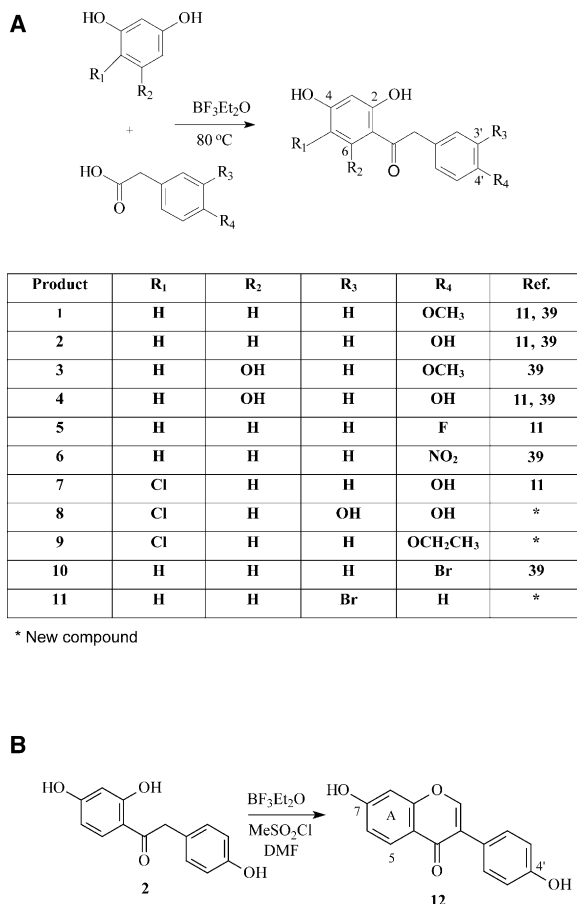 A
HO OH
R₁
R₂
+
HO
O
R₃
R₄
BF₃Et₂O
80 °C
HO 4 2 OH
R₁ 6
R₂
O
3' R₃
4' R₄
Product R₁ R₂ R₃ R₄ Ref.
1 H H H OCH₃ 11, 39
2 H H H OH 11, 39
3 H OH H OCH₃ 39
4 H OH H OH 11, 39
5 H H H F 11
6 H H H NO₂ 39
7 Cl H H OH 11
8 Cl H OH OH *
9 Cl H H OCH₂CH₃ *
10 H H H Br 39
11 H H Br H *
* New compound
B
HO OH
O
OH
2
BF₃Et₂O
MeSO₂Cl
DMF
HO 7 A O
5
O
4'
OH
12